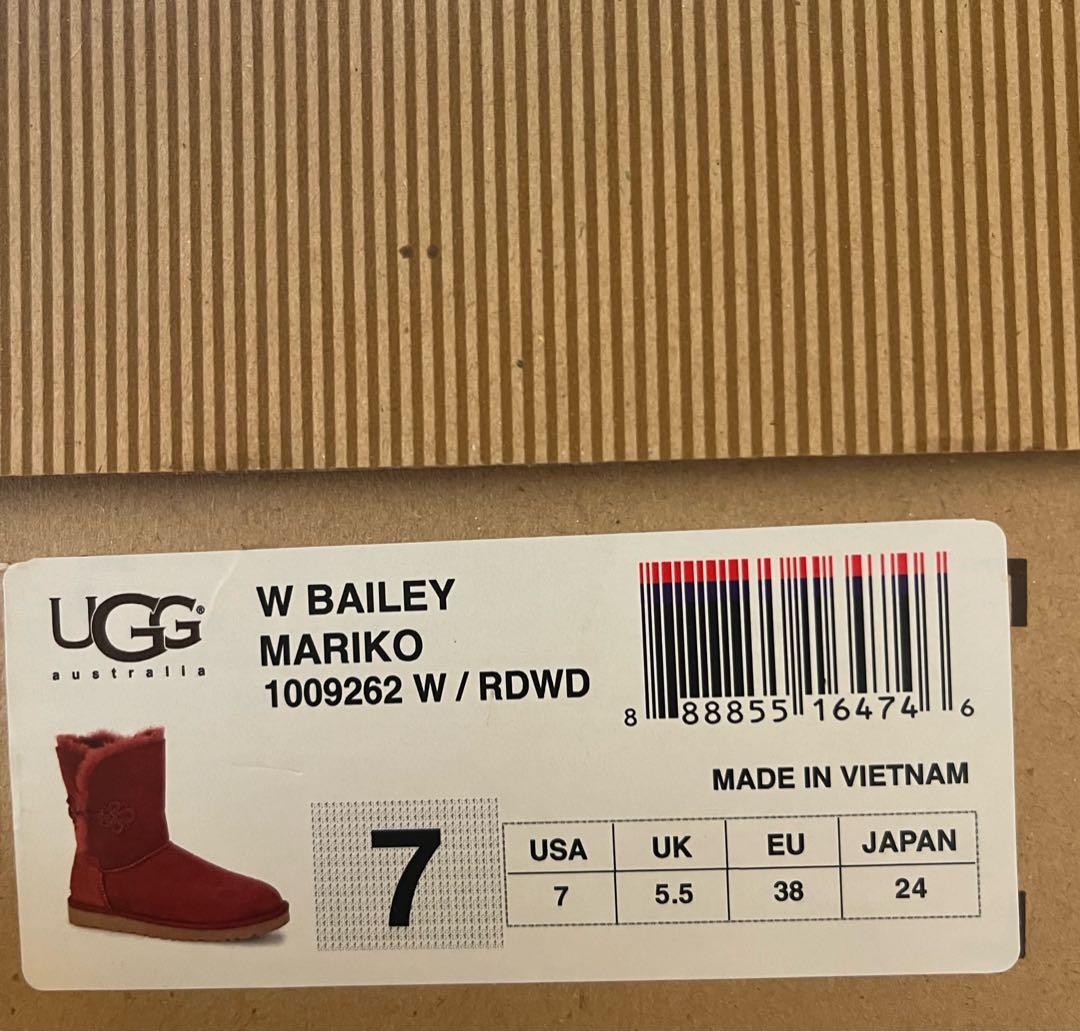 UGG®
australia
W BAILEY
MARIKO
1009262 W / RDWD
8 88855 16474 6
MADE IN VIETNAM
7
USA UK EU JAPAN
7 5.5 38 24